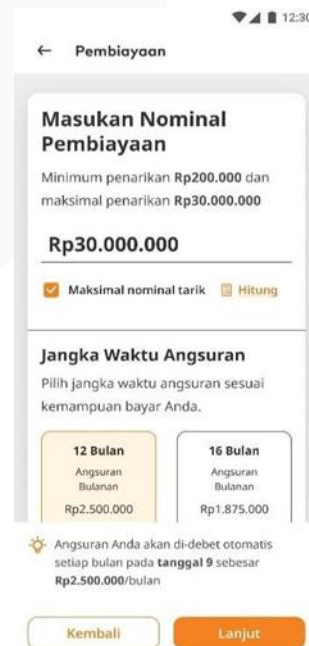 12:30
Pembiayaan
Masukan Nominal
Pembiayaan
Minimum penarikan Rp200.000 dan
maksimal penarikan Rp30.000.000
Rp30.000.000
Maksimal nominal tarik Hitung
Jangka Waktu Angsuran
Pilih jangka waktu angsuran sesuai
kemampuan bayar Anda.
12 Bulan
Angsuran
Bulanan
Rp2.500.000
16 Bulan
Angsuran
Bulanan
Rp1.875.000
Angsuran Anda akan di-debet otomatis
setiap bulan pada tanggal 9 sebesar
Rp2.500.000/bulan
Kembali
Lanjut